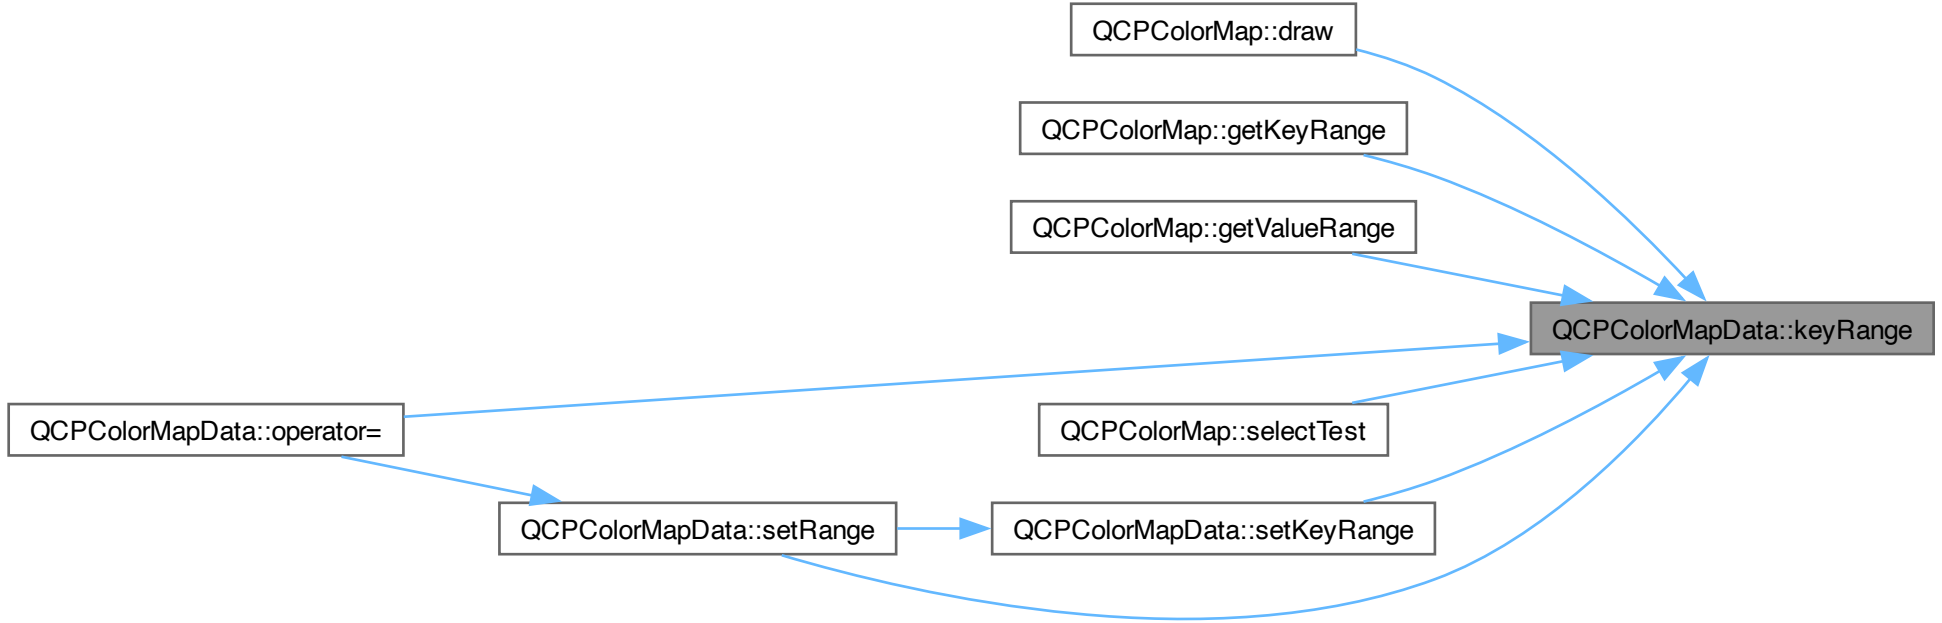 QCPColorMap::draw
QCPColorMap::getKeyRange
QCPColorMap::getValueRange
QCPColorMapData::keyRange
QCPColorMapData::operator=
QCPColorMap::selectTest
QCPColorMapData::setRange
QCPColorMapData::setKeyRange